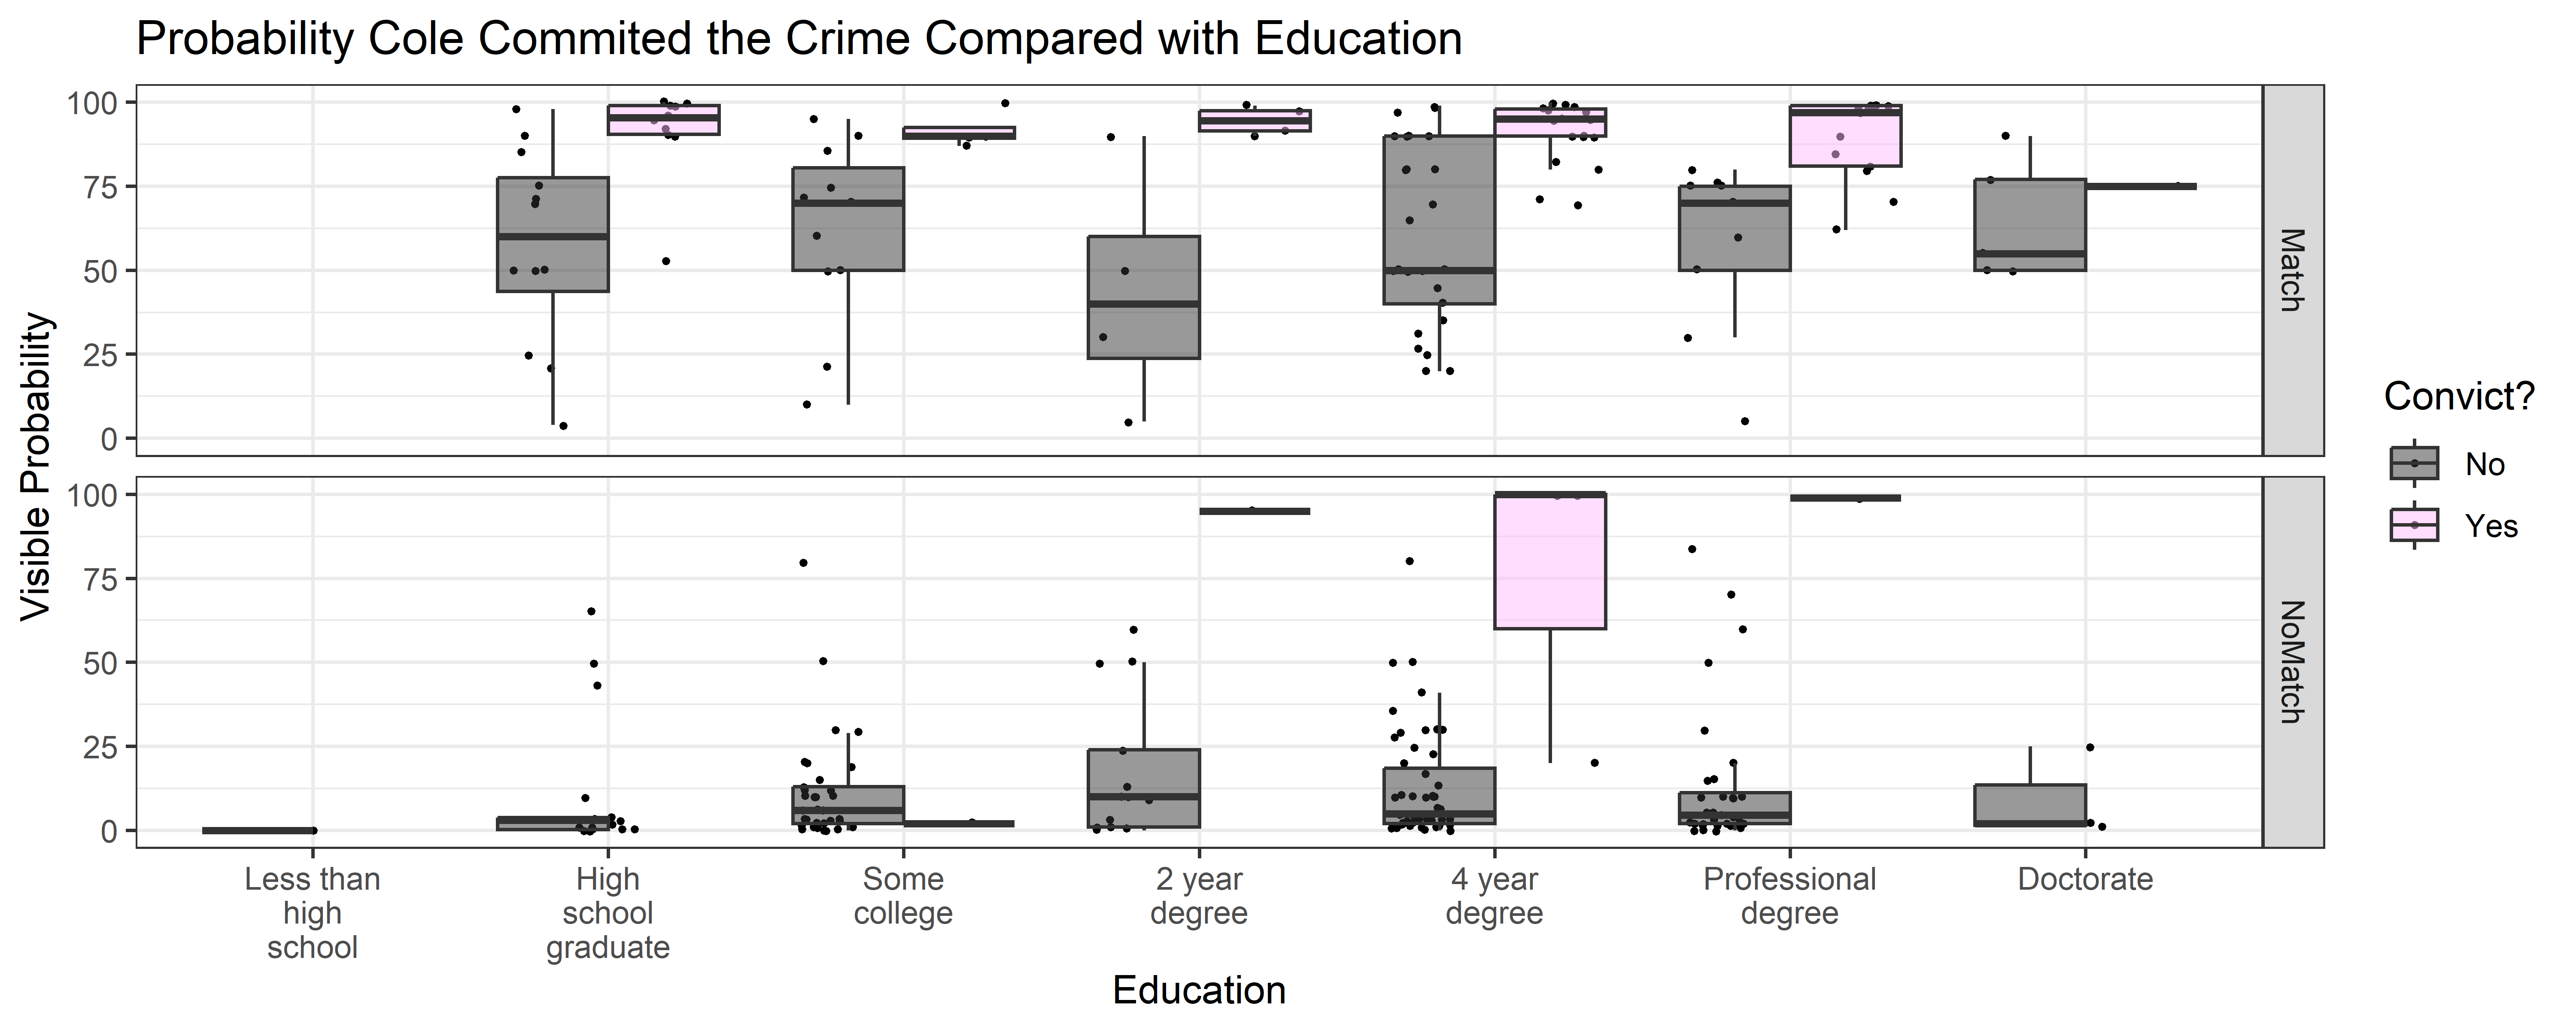 Probability Cole Commited the Crime Compared with Education
Visible Probability
100
75
50
25
0
Match
100
75
50
25
0
NoMatch
Less than
high
school
High
school
graduate
Some
college
2 year
degree
4 year
degree
Professional
degree
Doctorate
Education
Convict?
No
Yes